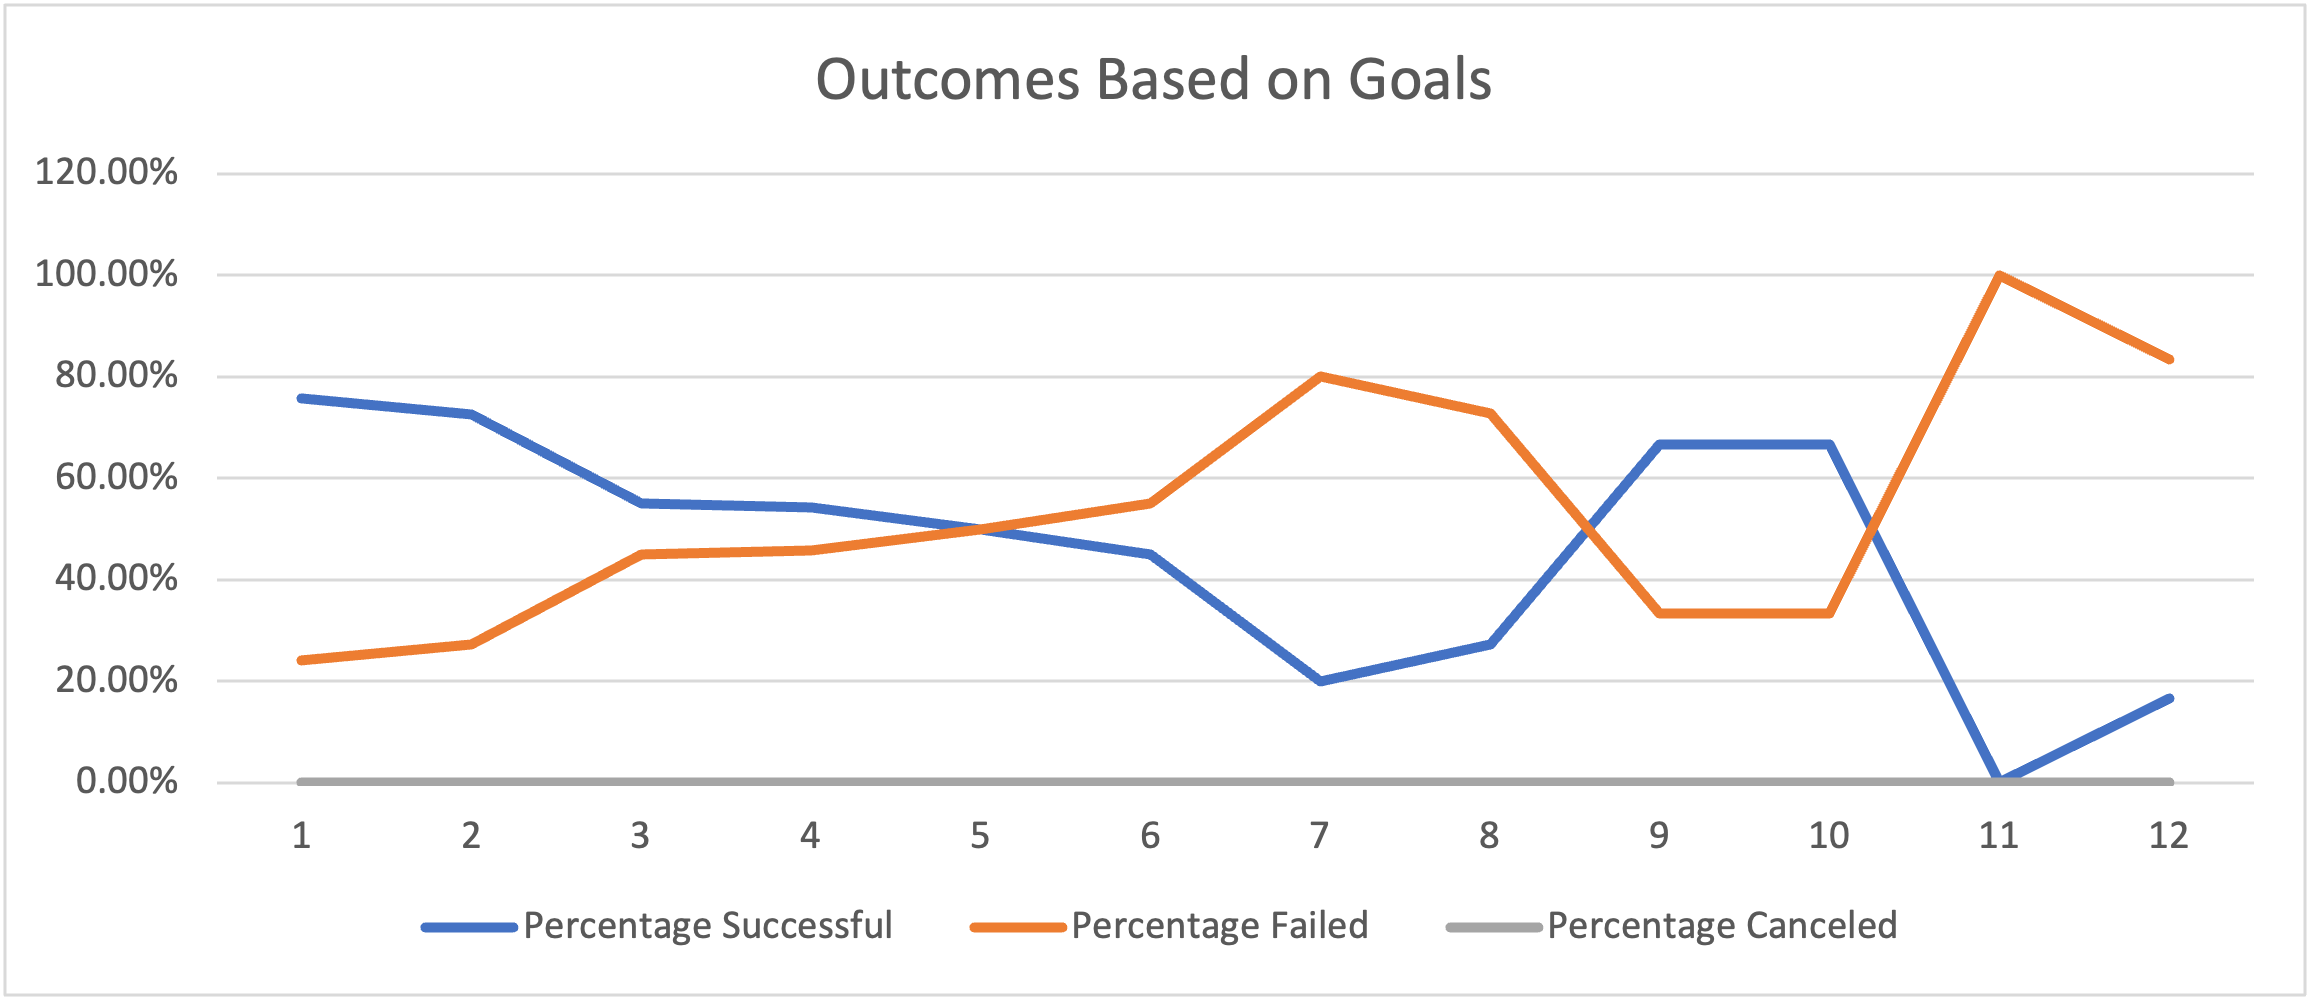 Outcomes Based on Goals
120.00%
100.00%
80.00%
60.00%
40.00%
20.00%
0.00%
1 2 3 4 5 6 7 8 9 10 11 12
Percentage Successful Percentage Failed Percentage Canceled